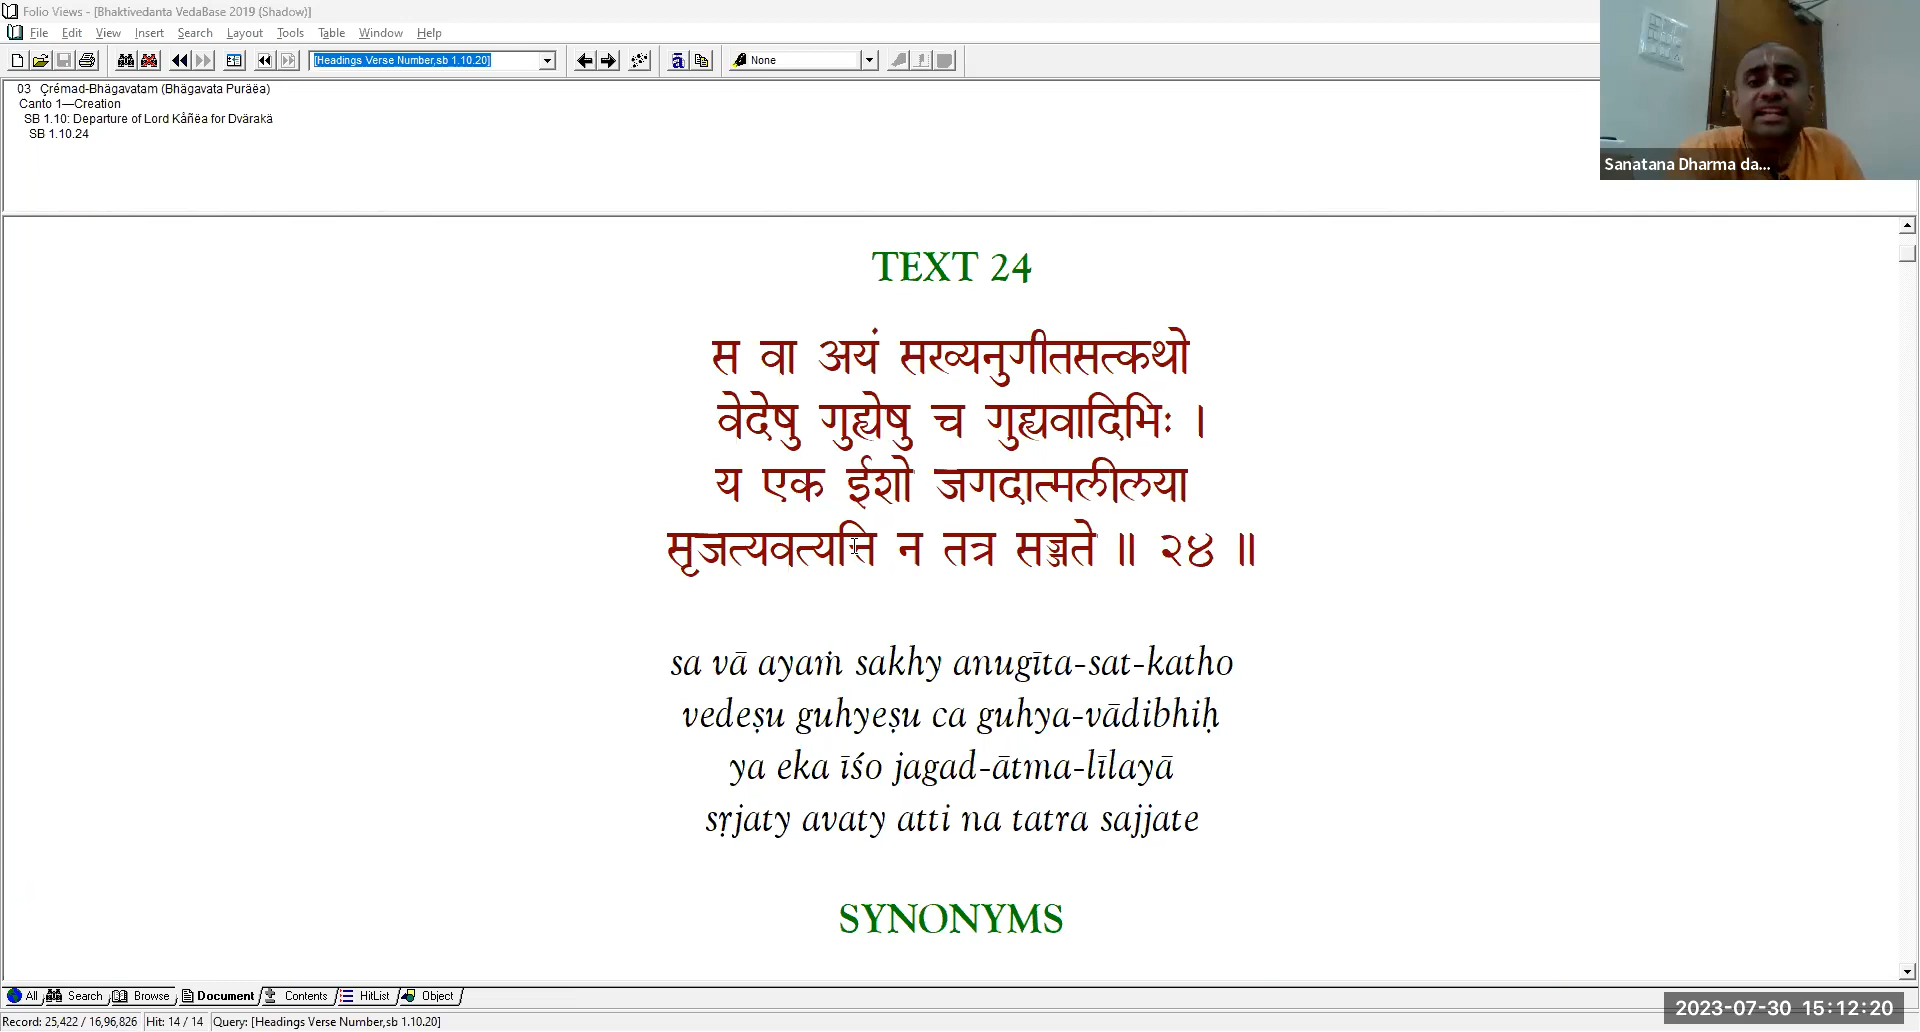 Folio Views - [Bhaktivedanta VedaBase 2019 (Shadow)]
File Edit View Insert Search Layout Tools Table Window Help
[Headings Verse Number,sb 1.10.20] None
03 Çrémad-Bhägavatam (Bhägavata Puräëa)
Canto 1—Creation
SB 1.10: Departure of Lord Kåñëa for Dvärakä
SB 1.10.24
Sanatana Dharma da...
TEXT 24
स वा अयं सख्यनुगीतसत्कथो
वेदेषु गुह्येषु च गुह्यवादिभिः ।
य एक ईशो जगदात्मलीलया
सृजत्यवत्यत्ति न तत्र सज्जते ॥ २४ ॥
sa vā ayaṁ sakhy anugīta-sat-katho
vedeṣu guhyeṣu ca guhya-vādibhiḥ
ya eka īśo jagad-ātma-līlayā
sṛjaty avaty atti na tatra sajjate
SYNONYMS
All Search Browse Document Contents HitList Object
Record: 25,422 / 16,96,826 Hit: 14 / 14 Query: [Headings Verse Number,sb 1.10.20]
2023-07-30 15:12:20